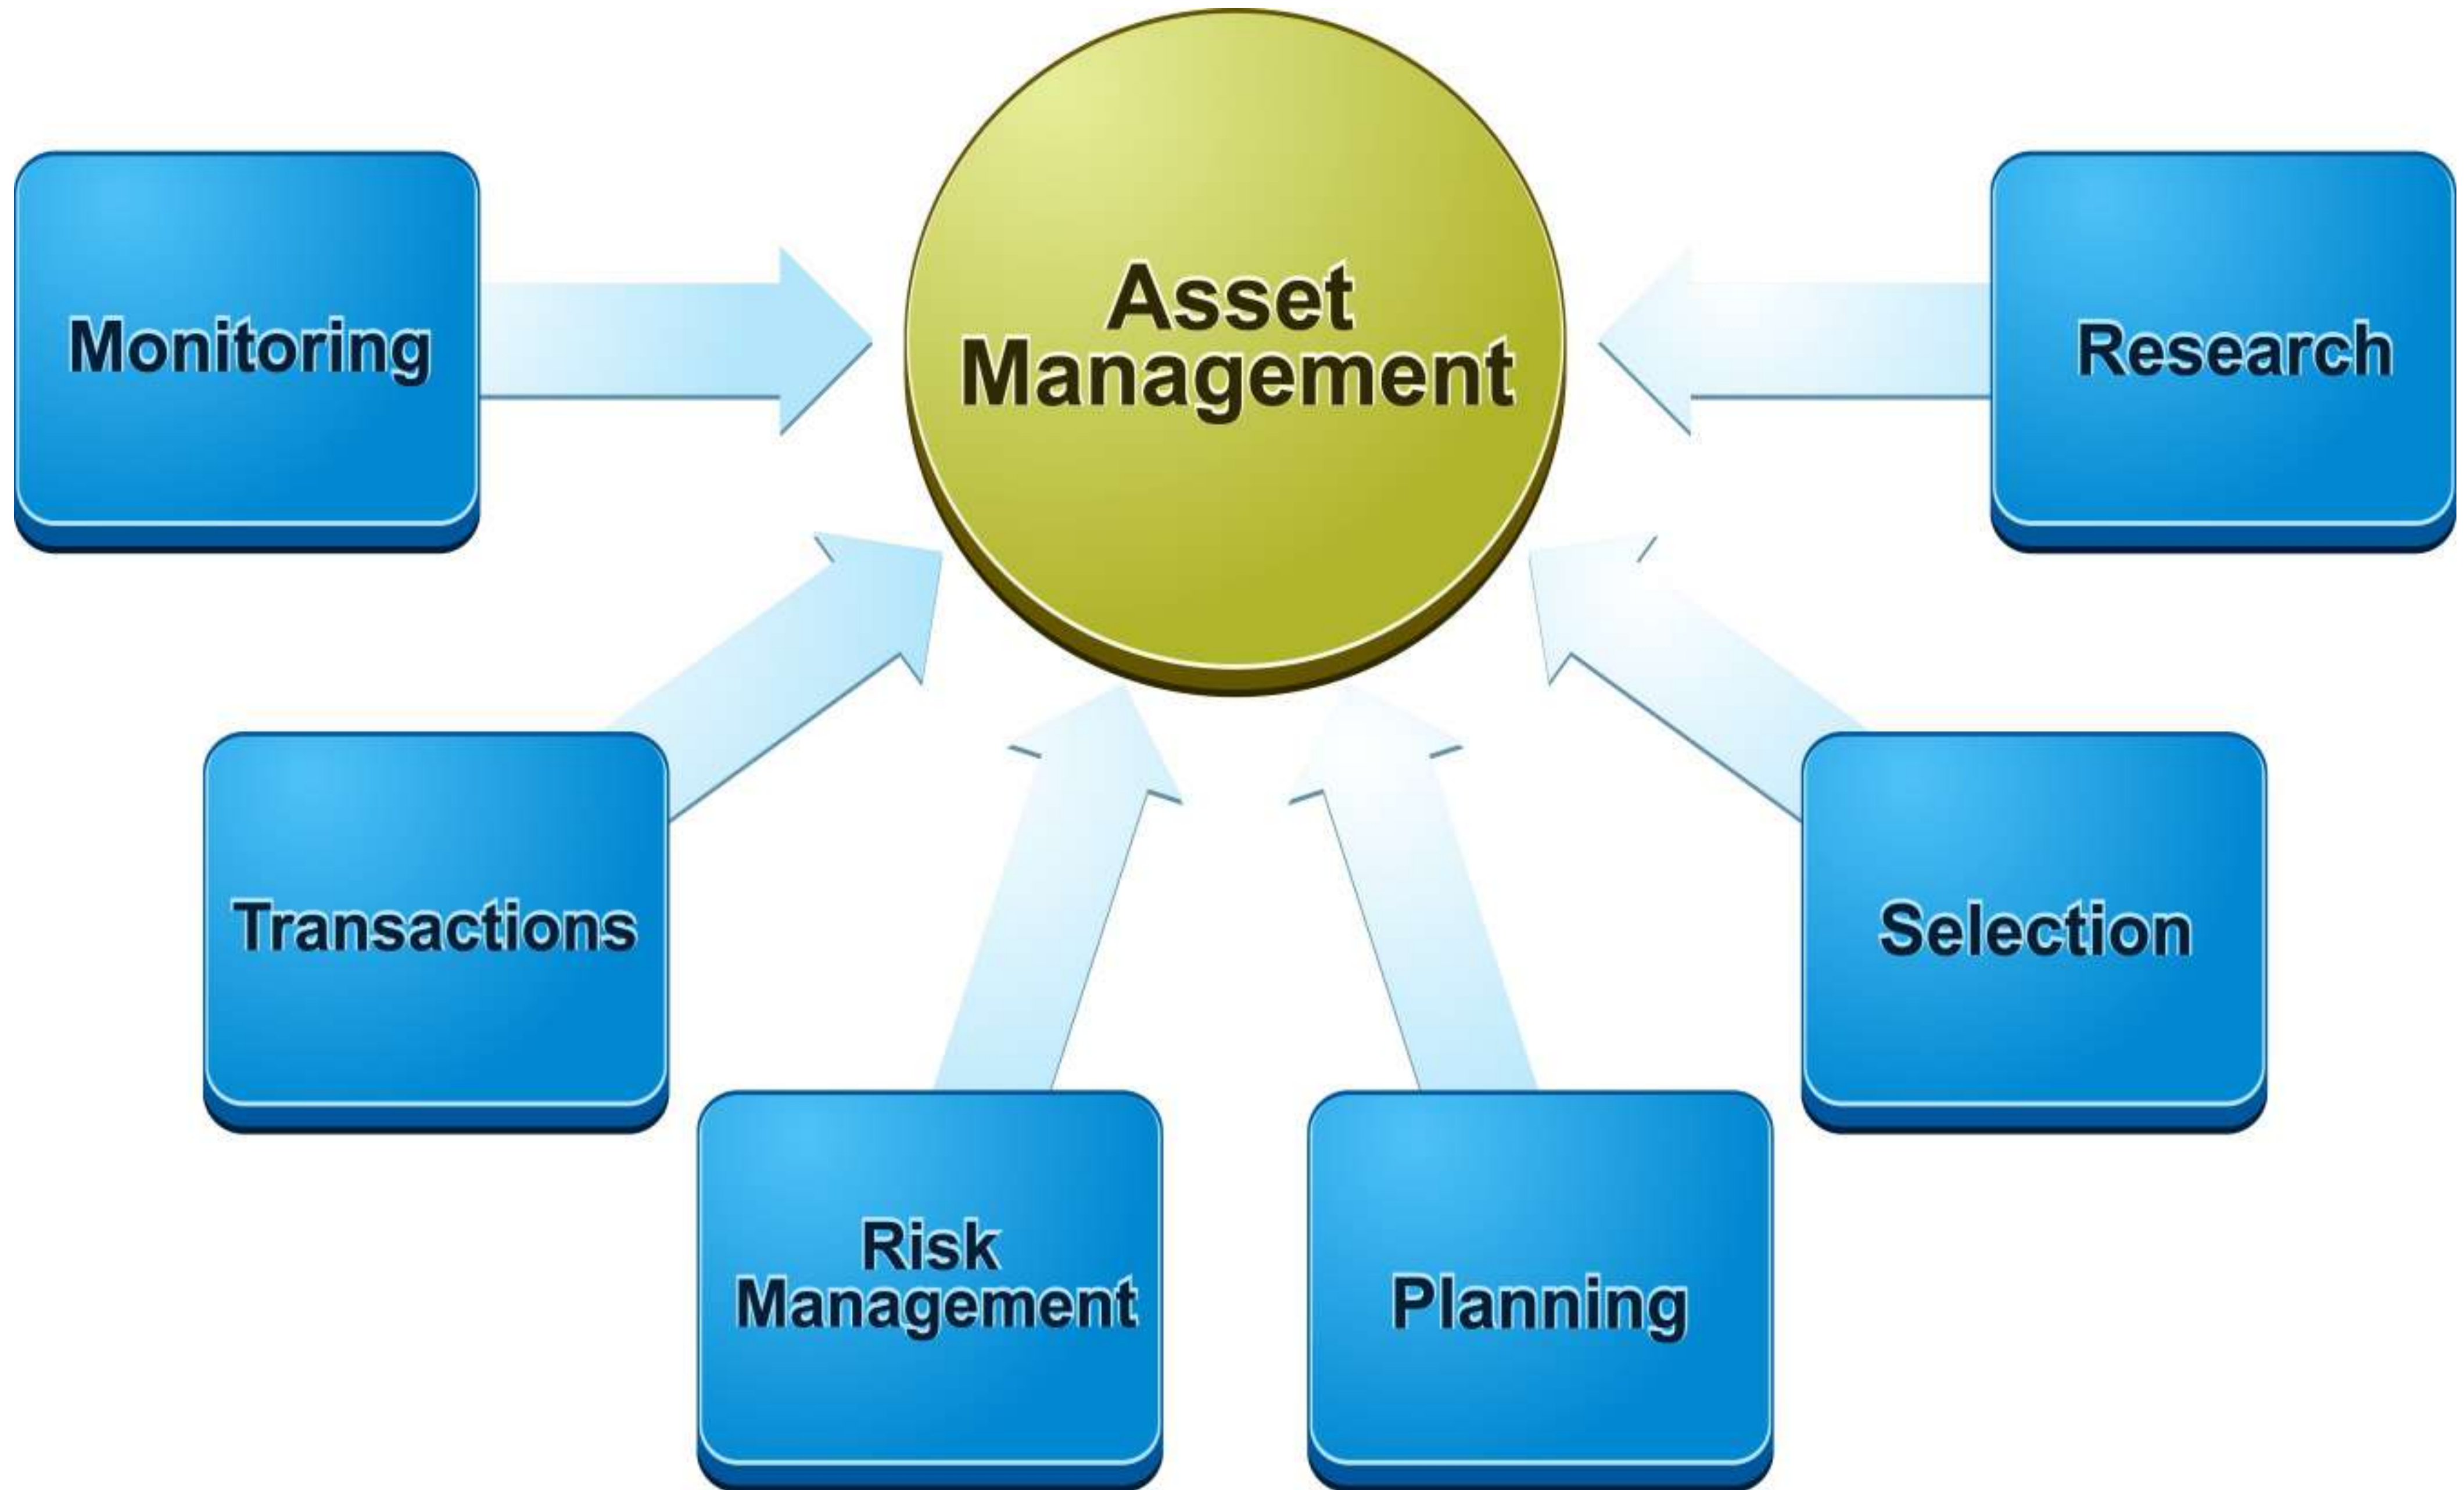 Asset
Management
Monitoring
Research
Transactions
Selection
Risk
Management
Planning